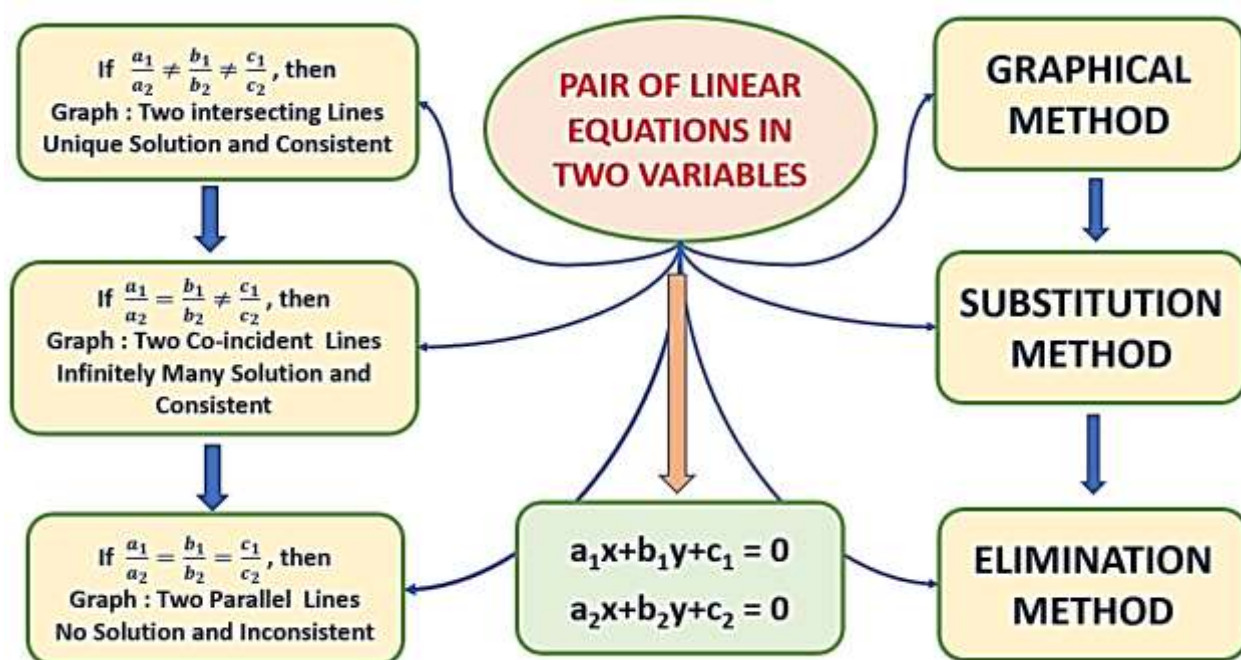 If a₁/a₂ ≠ b₁/b₂ ≠ c₁/c₂, then
Graph : Two intersecting Lines
Unique Solution and Consistent
If a₁/a₂ = b₁/b₂ ≠ c₁/c₂, then
Graph : Two Co-incident Lines
Infinitely Many Solution and
Consistent
If a₁/a₂ = b₁/b₂ = c₁/c₂, then
Graph : Two Parallel Lines
No Solution and Inconsistent
PAIR OF LINEAR
EQUATIONS IN
TWO VARIABLES
a₁x+b₁y+c₁ = 0
a₂x+b₂y+c₂ = 0
GRAPHICAL
METHOD
SUBSTITUTION
METHOD
ELIMINATION
METHOD